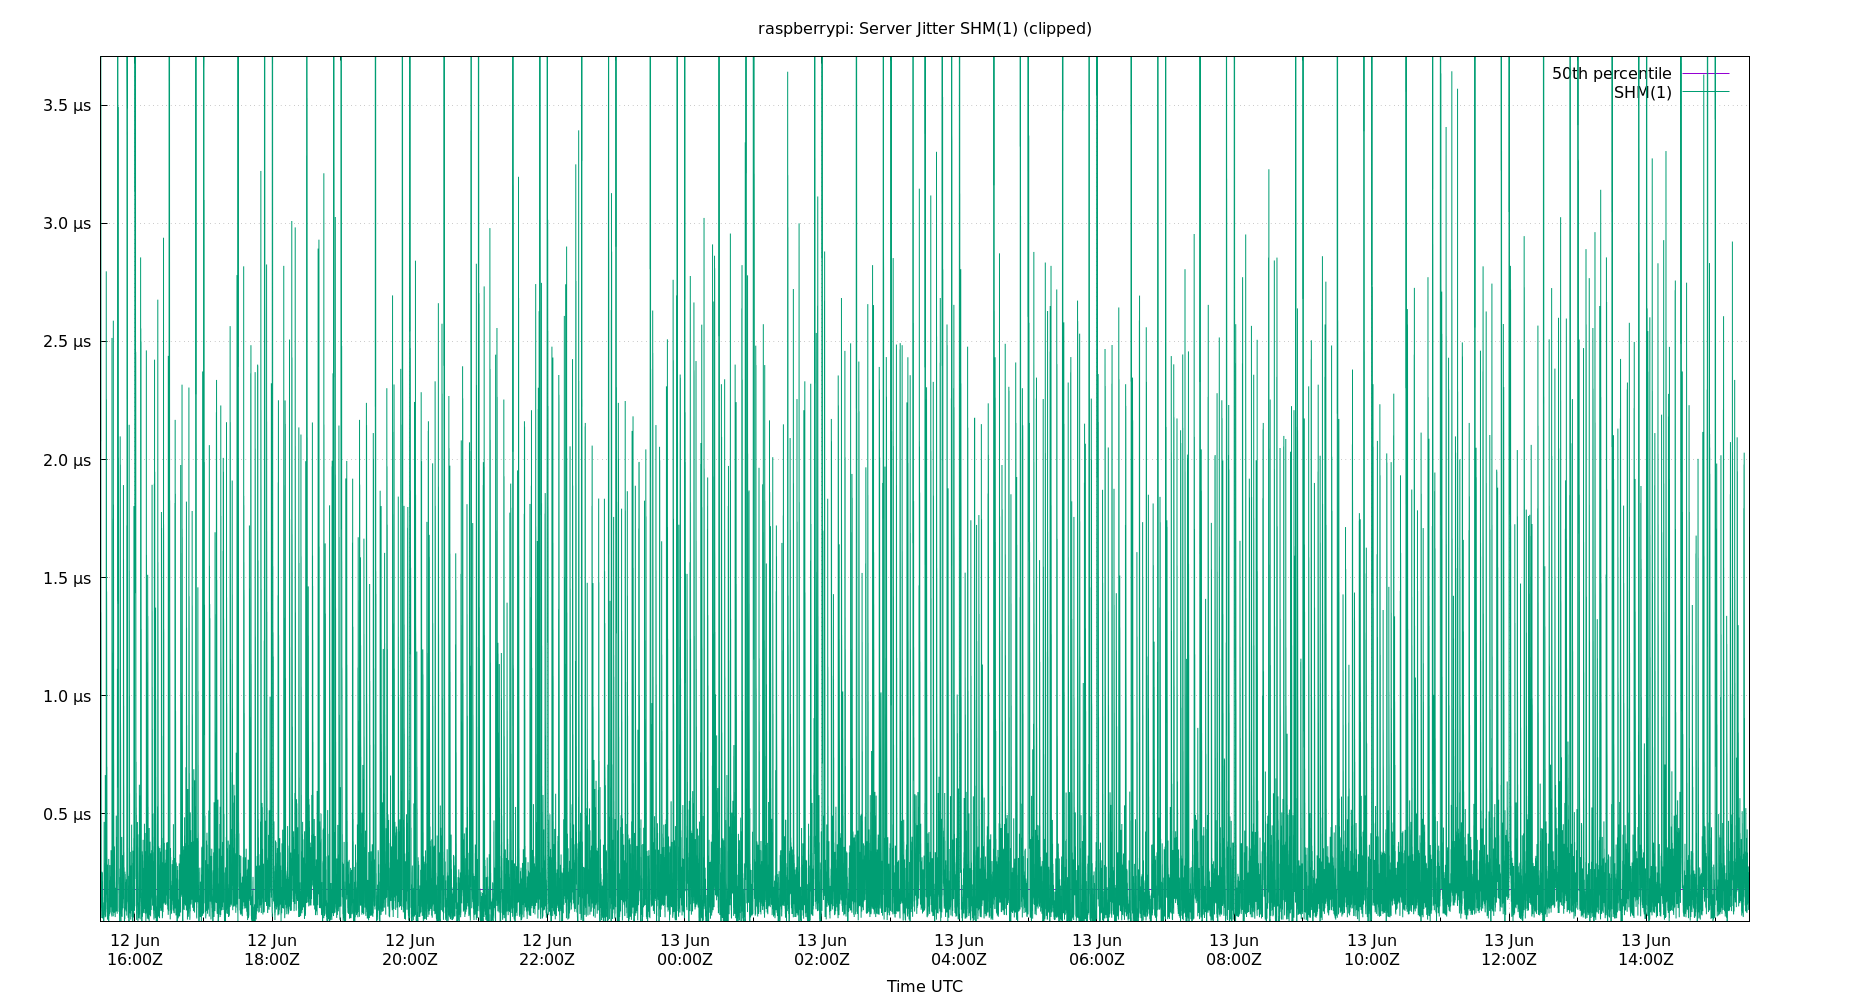 raspberrypi: Server Jitter SHM(1) (clipped)
50th percentile
SHM(1)
3.5 µs
3.0 µs
2.5 µs
2.0 µs
1.5 µs
1.0 µs
0.5 µs
12 Jun 12 Jun 12 Jun 12 Jun 13 Jun 13 Jun 13 Jun 13 Jun 13 Jun 13 Jun 13 Jun 13 Jun
16:00Z 18:00Z 20:00Z 22:00Z 00:00Z 02:00Z 04:00Z 06:00Z 08:00Z 10:00Z 12:00Z 14:00Z
Time UTC